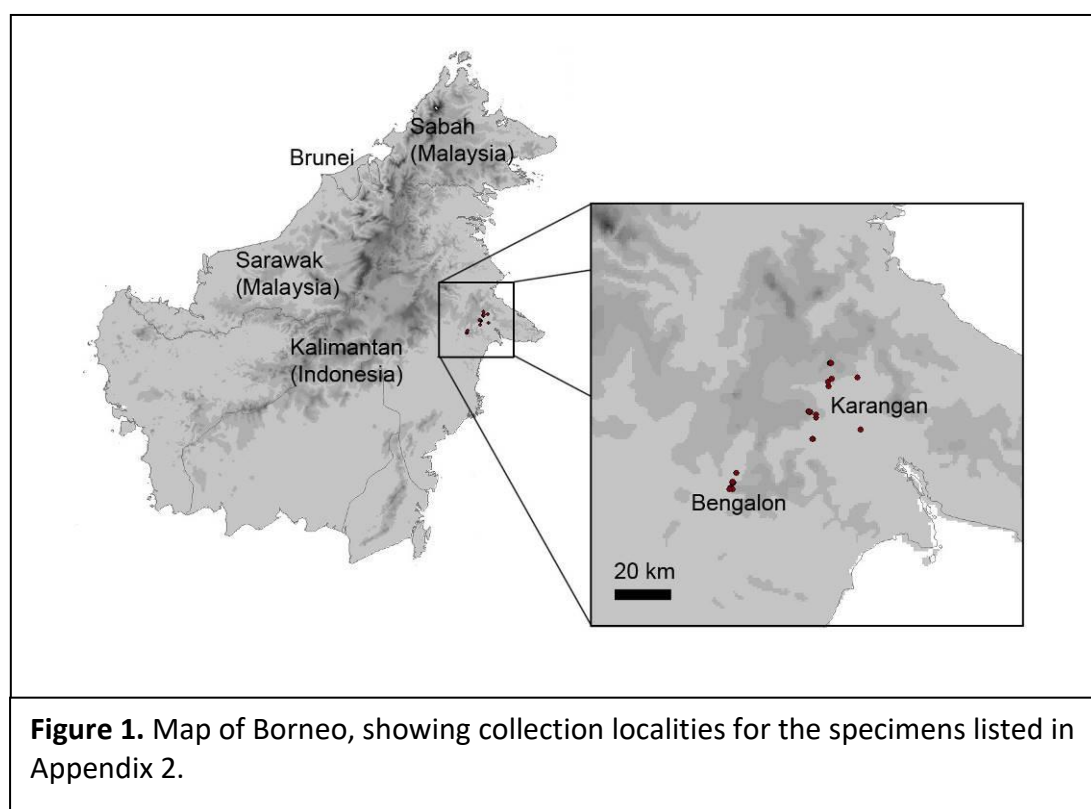 Sabah
(Malaysia)
Brunei
Sarawak
(Malaysia)
Kalimantan
(Indonesia)
Karangan
Bengalon
20 km
Figure 1. Map of Borneo, showing collection localities for the specimens listed in
Appendix 2.